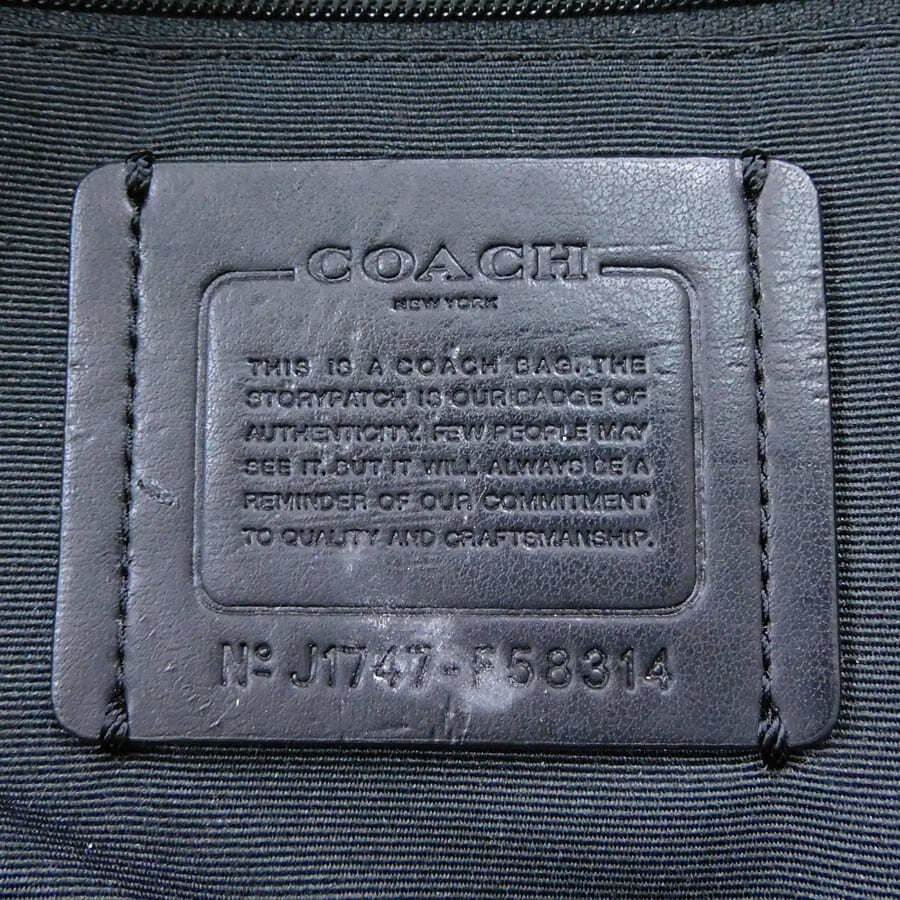 COACH
NEW YORK
THIS IS A COACH BAG. THE
STORYPATCH IS OUR BADGE OF
AUTHENTICITY. FEW PEOPLE MAY
SEE IT. BUT IT WILL ALWAYS BE A
REMINDER OF OUR COMMITMENT
TO QUALITY AND CRAFTSMANSHIP.
Nº J1747-F58314